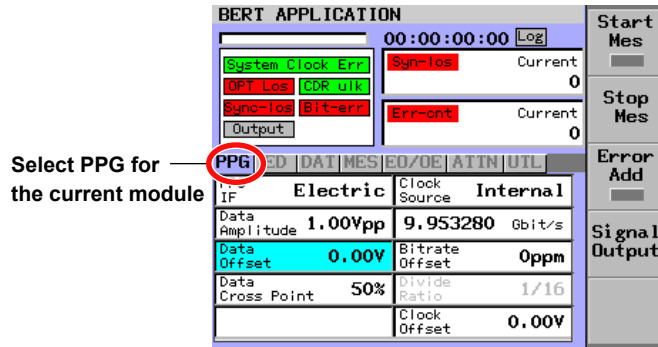 BERT APPLICATION
00:00:00:00 Log
System Clock Err
OPT Los CDR ulk
Sync-los Bit-err
Output
Syn-los Current
0
Err-cnt Current
0
Start
Mes
Stop
Mes
Error
Add
Signal
Output
Select PPG for
the current module
PPG ED DAT MES EO/OE ATTN UTL
IF Electric
Clock
Source Internal
Data
Amplitude 1.00Vpp
9.953280 Gbit/s
Data
Offset 0.00V
Bitrate
Offset 0ppm
Data
Cross Point 50%
Divide
Ratio 1/16
Clock
Offset 0.00V